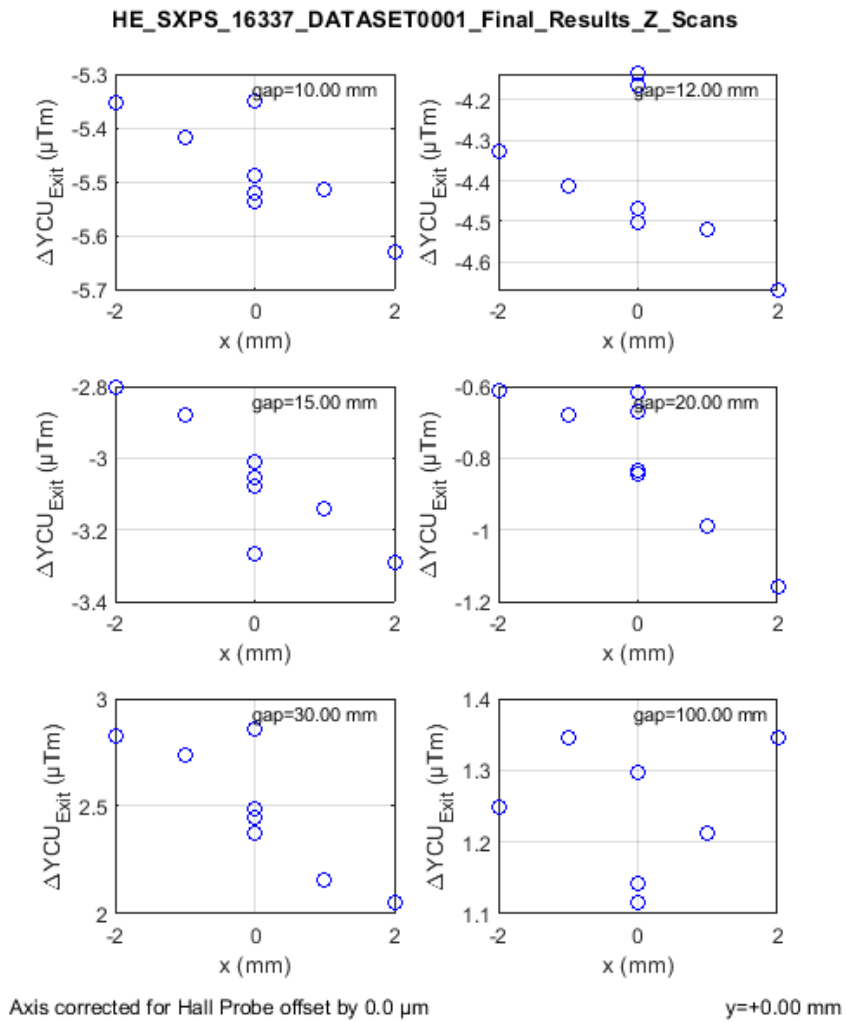 HE_SXPS_16337_DATASET0001_Final_Results_Z_Scans
gap=10.00 mm
ΔYCU_Exit (µTm)
-5.3
-5.4
-5.5
-5.6
-5.7
-2 0 2
x (mm)
gap=12.00 mm
ΔYCU_Exit (µTm)
-4.2
-4.3
-4.4
-4.5
-4.6
-2 0 2
x (mm)
gap=15.00 mm
ΔYCU_Exit (µTm)
-2.8
-3
-3.2
-3.4
-2 0 2
x (mm)
gap=20.00 mm
ΔYCU_Exit (µTm)
-0.6
-0.8
-1
-1.2
-2 0 2
x (mm)
gap=30.00 mm
ΔYCU_Exit (µTm)
3
2.5
2
-2 0 2
x (mm)
gap=100.00 mm
ΔYCU_Exit (µTm)
1.4
1.3
1.2
1.1
-2 0 2
x (mm)
Axis corrected for Hall Probe offset by 0.0 µm
y=+0.00 mm